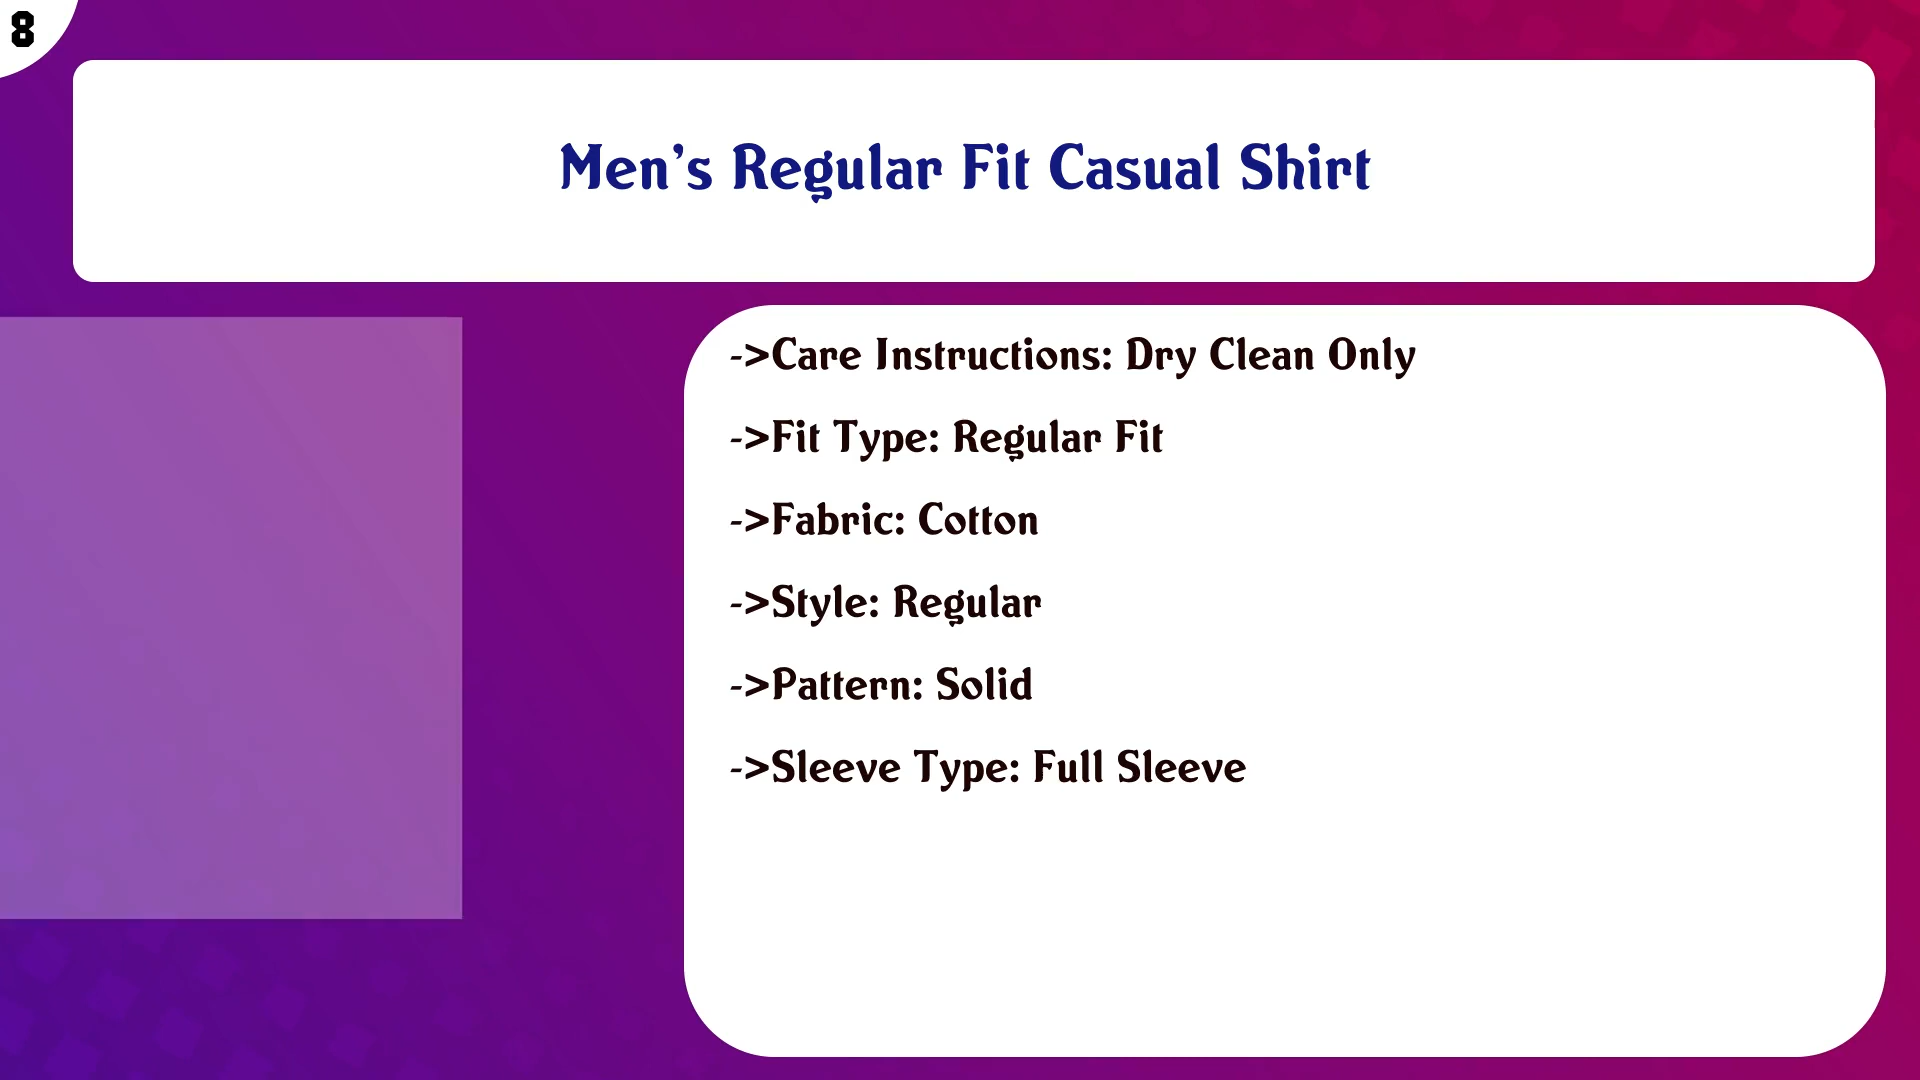 8
Men's Regular Fit Casual Shirt
->Care Instructions: Dry Clean Only
->Fit Type: Regular Fit
->Fabric: Cotton
->Style: Regular
->Pattern: Solid
->Sleeve Type: Full Sleeve